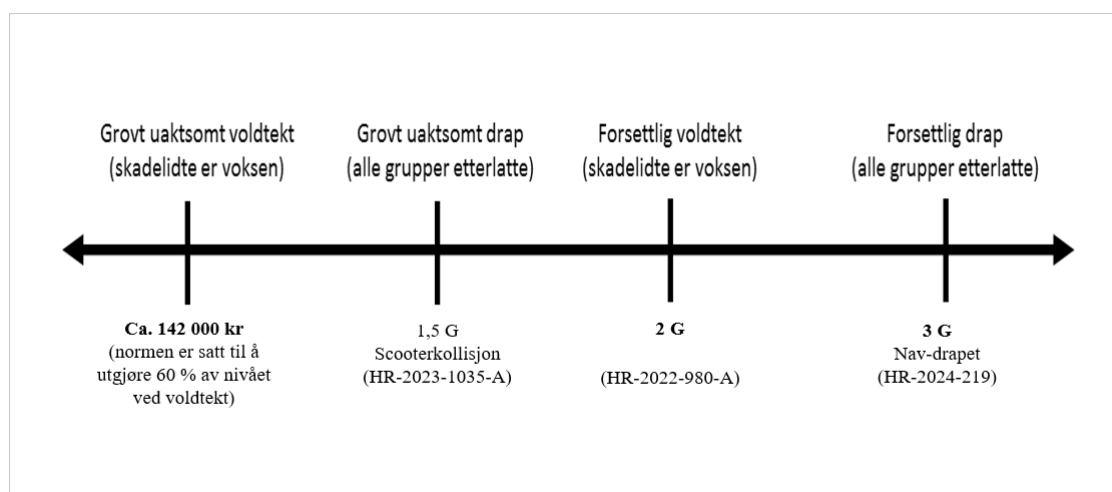 Grovt uaktsomt voldtekt
(skadelidte er voksen)
Ca. 142 000 kr
(normen er satt til å
utgjøre 60 % av nivået
ved voldtekt)
Grovt uaktsomt drap
(alle grupper etterlatte)
1,5 G
Scooterkollisjon
(HR-2023-1035-A)
Forsettlig voldtekt
(skadelidte er voksen)
2 G
(HR-2022-980-A)
Forsettlig drap
(alle grupper etterlatte)
3 G
Nav-drapet
(HR-2024-219)